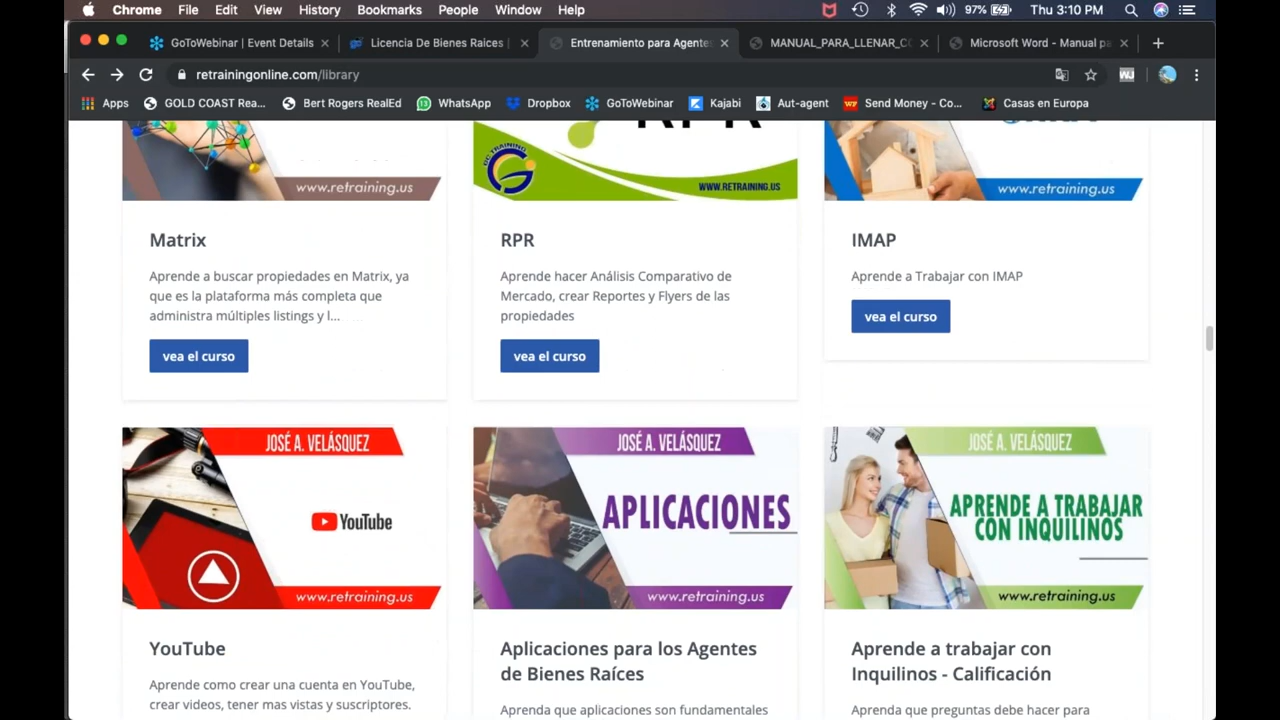 Chrome File Edit View History Bookmarks People Window Help 97% Thu 3:10 PM
GoToWebinar | Event Details
Licencia De Bienes Raices |
Entrenamiento para Agentes
MANUAL_PARA_LLENAR_CO
Microsoft Word - Manual pa
retrainingonline.com/library
Apps GOLD COAST Rea... Bert Rogers RealEd WhatsApp Dropbox GoToWebinar Kajabi Aut-agent Send Money - Co... Casas en Europa
RPR
GC TRAINING
www.retraining.us
WWW.RETRAINING.US
www.retraining.us
Matrix
Aprende a buscar propiedades en Matrix, ya
que es la plataforma más completa que
administra múltiples listings y l...
vea el curso
RPR
Aprende hacer Análisis Comparativo de
Mercado, crear Reportes y Flyers de las
propiedades
vea el curso
IMAP
Aprende a Trabajar con IMAP
vea el curso
JOSÉ A. VELÁSQUEZ
YouTube
www.retraining.us
JOSÉ A. VELÁSQUEZ
APLICACIONES
www.retraining.us
JOSÉ A. VELÁSQUEZ
APRENDE A TRABAJAR
CON INQUILINOS
www.retraining.us
YouTube
Aprende como crear una cuenta en YouTube,
crear videos, tener mas vistas y suscriptores.
Aplicaciones para los Agentes
de Bienes Raíces
Aprenda que aplicaciones son fundamentales
Aprende a trabajar con
Inquilinos - Calificación
Aprenda que preguntas debe hacer para